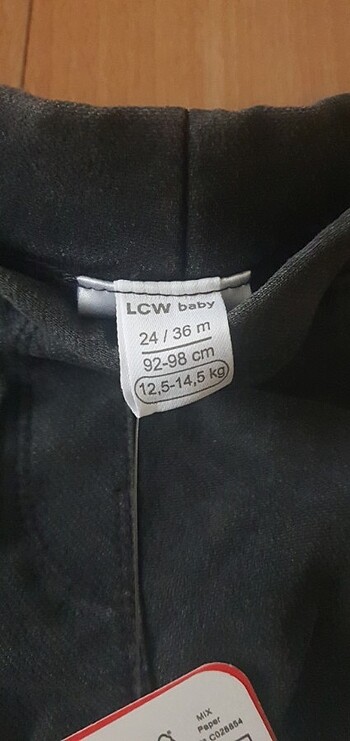 LCW baby
24 / 36 m
92-98 cm
12,5-14,5 kg
MIX
Paper
C028854